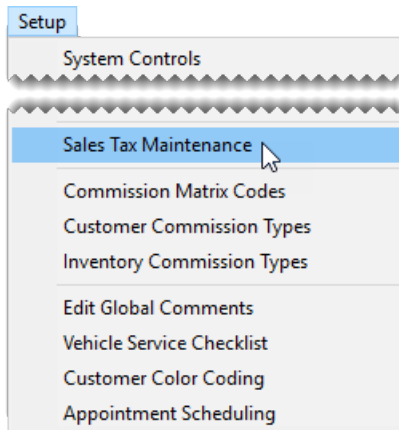 Setup
System Controls
Sales Tax Maintenance
Commission Matrix Codes
Customer Commission Types
Inventory Commission Types
Edit Global Comments
Vehicle Service Checklist
Customer Color Coding
Appointment Scheduling